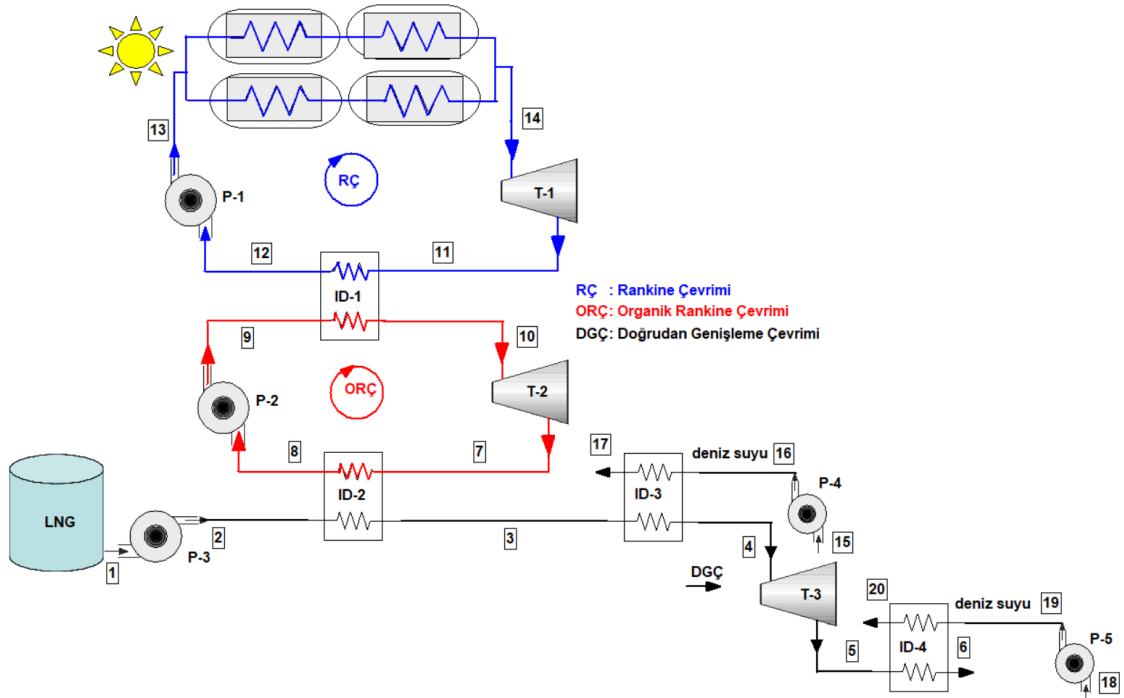 13
14
P-1
RÇ
T-1
12
11
ID-1
RÇ : Rankine Çevrimi
ORÇ: Organik Rankine Çevrimi
DGÇ: Doğrudan Genişleme Çevrimi
9
10
ORÇ
P-2
T-2
8
7
17
deniz suyu
16
P-4
ID-2
ID-3
LNG
P-3
2
3
4
15
1
DGÇ
T-3
20
deniz suyu
19
P-5
5
ID-4
6
18